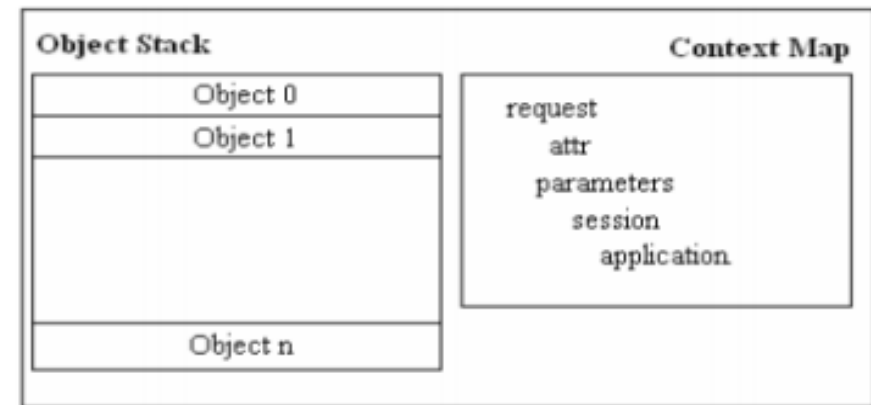 Object Stack
Object 0
Object 1
Object n
Context Map
request
attr
parameters
session
application